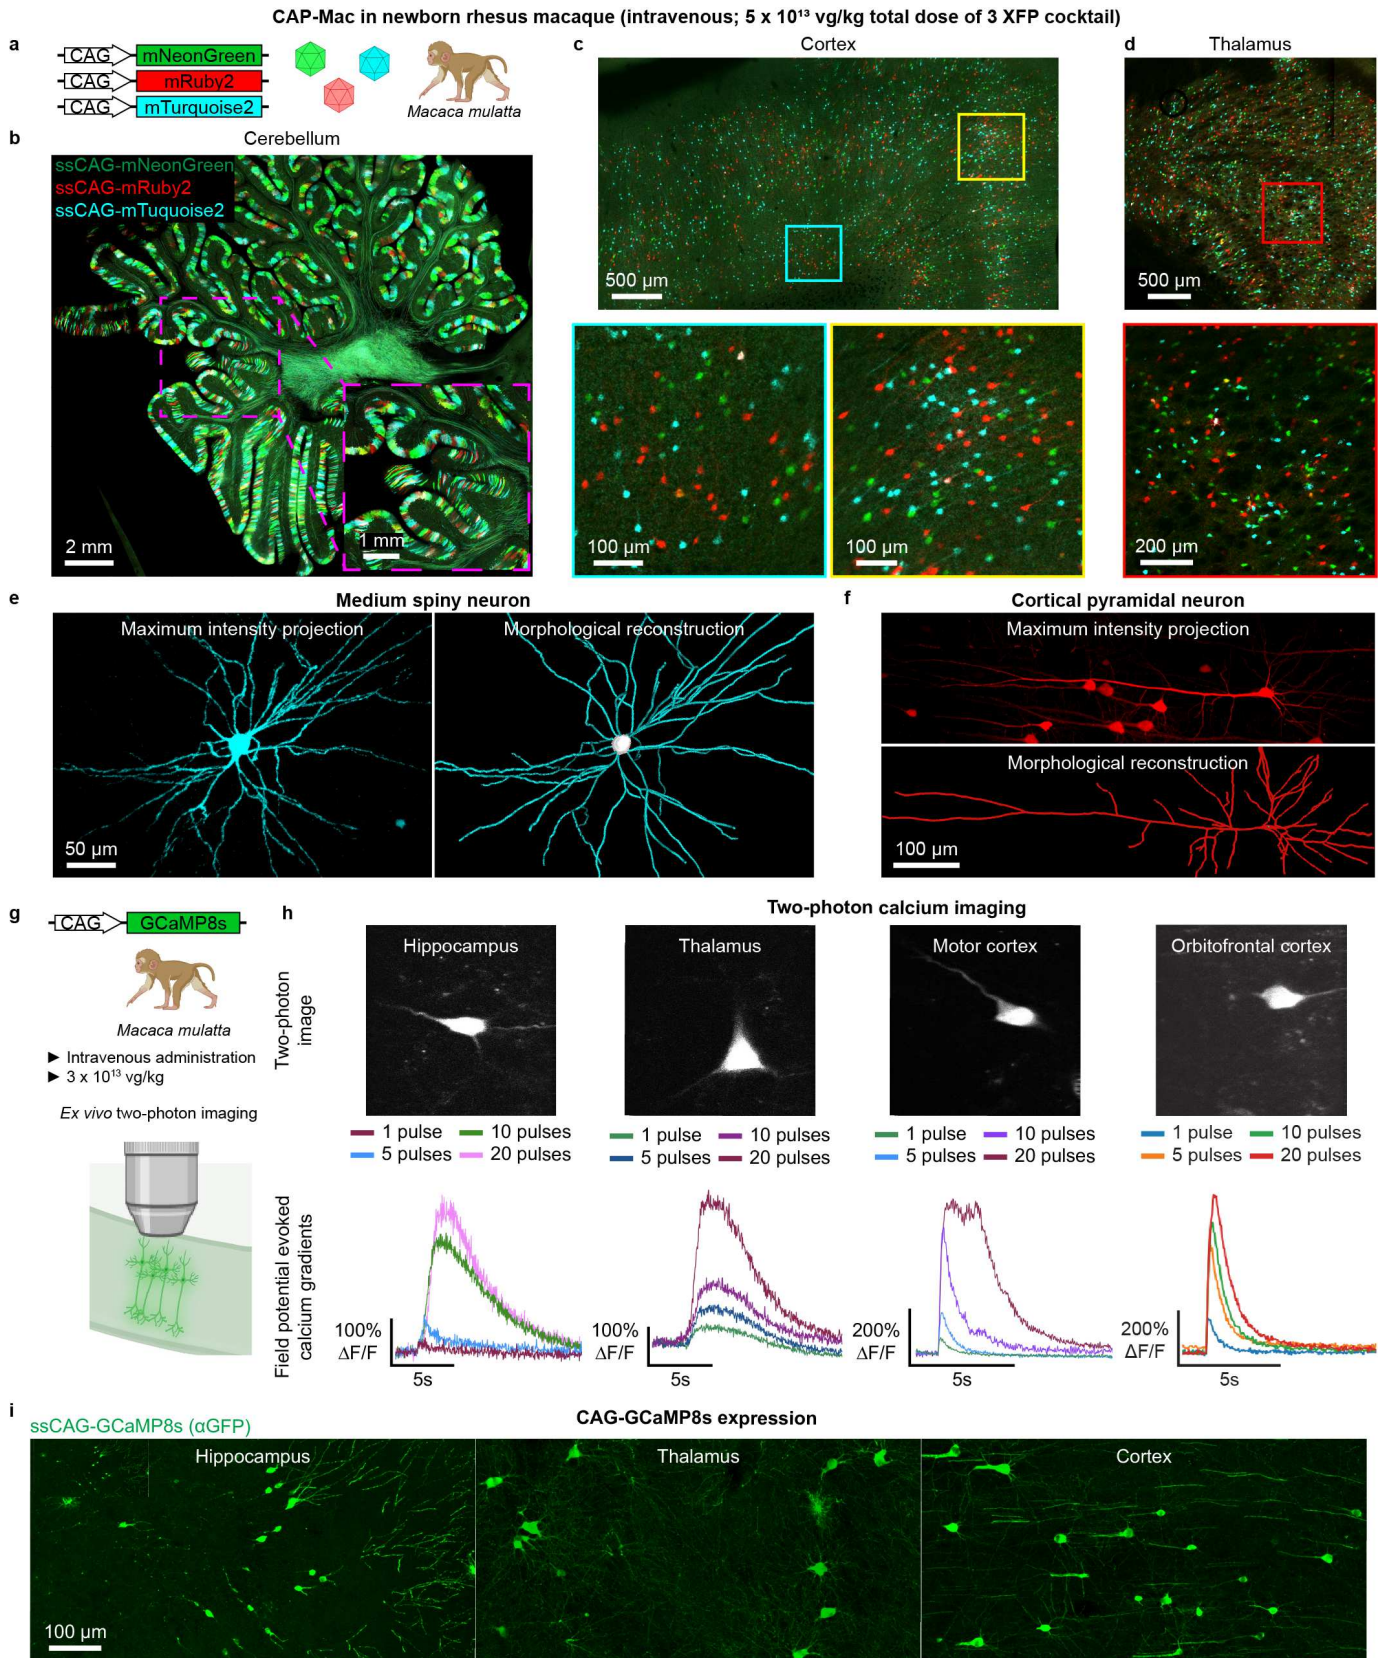 CAP-Mac in newborn rhesus macaque (intravenous; 5 x 10¹³ vg/kg total dose of 3 XFP cocktail)
a
CAG mNeonGreen
CAG mRuby2
CAG mTurquoise2
Macaca mulatta
b
Cerebellum
ssCAG-mNeonGreen
ssCAG-mRuby2
ssCAG-mTuquoise2
2 mm
1 mm
c
Cortex
500 µm
100 µm
100 µm
d
Thalamus
500 µm
200 µm
e
Medium spiny neuron
Maximum intensity projection
Morphological reconstruction
50 µm
f
Cortical pyramidal neuron
Maximum intensity projection
Morphological reconstruction
100 µm
g
CAG GCaMP8s
Macaca mulatta
► Intravenous administration
► 3 x 10¹³ vg/kg
Ex vivo two-photon imaging
h
Two-photon calcium imaging
Two-photon
image
Hippocampus
Thalamus
Motor cortex
Orbitofrontal cortex
1 pulse 10 pulses
5 pulses 20 pulses
1 pulse 10 pulses
5 pulses 20 pulses
1 pulse 10 pulses
5 pulses 20 pulses
1 pulse 10 pulses
5 pulses 20 pulses
Field potential evoked
calcium gradients
100%
ΔF/F
5s
100%
ΔF/F
5s
200%
ΔF/F
5s
200%
ΔF/F
5s
i
ssCAG-GCaMP8s (αGFP)
CAG-GCaMP8s expression
Hippocampus
Thalamus
Cortex
100 µm